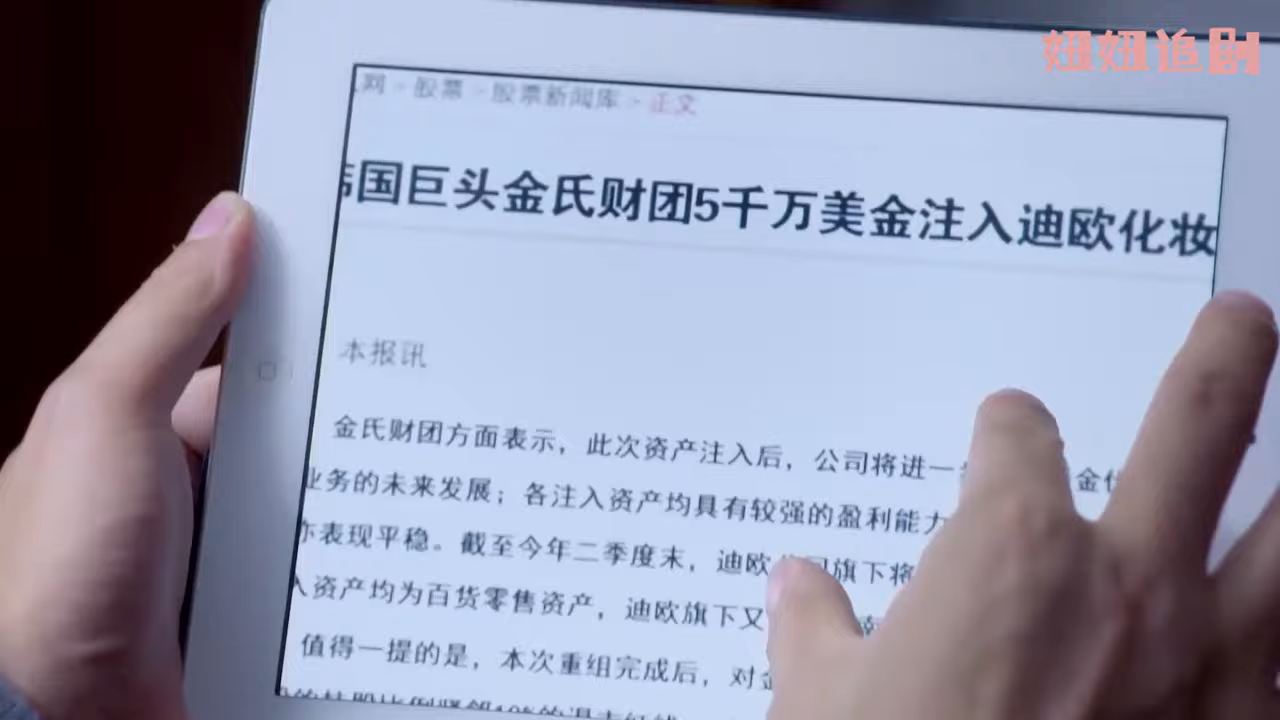 妞妞追剧
网 > 股票 > 股票新闻库 > 正文
韩国巨头金氏财团5千万美金注入迪欧化妆
本报讯
金氏财团方面表示，此次资产注入后，公司将进一
业务的未来发展；各注入资产均具有较强的盈利能力
亦表现平稳。截至今年二季度末，迪欧公司旗下将
入资产均为百货零售资产，迪欧旗下又
值得一提的是，本次重组完成后，对金